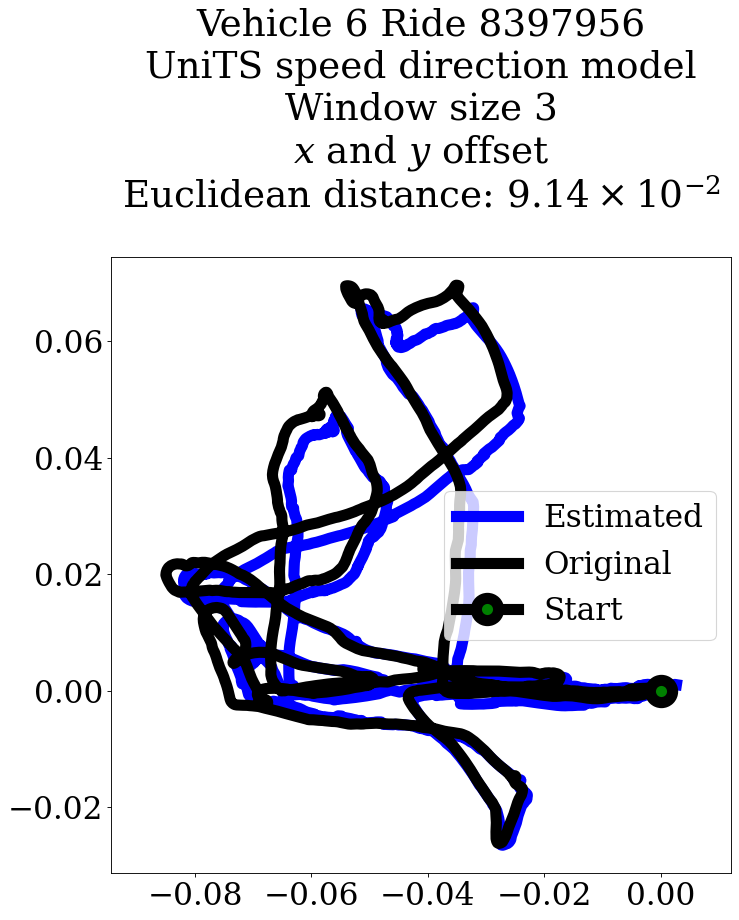 Vehicle 6 Ride 8397956
UniTS speed direction model
Window size 3
x and y offset
Euclidean distance: 9.14 × 10⁻²
0.06
0.04
0.02
0.00
−0.02
Estimated
Original
Start
−0.08 −0.06 −0.04 −0.02 0.00